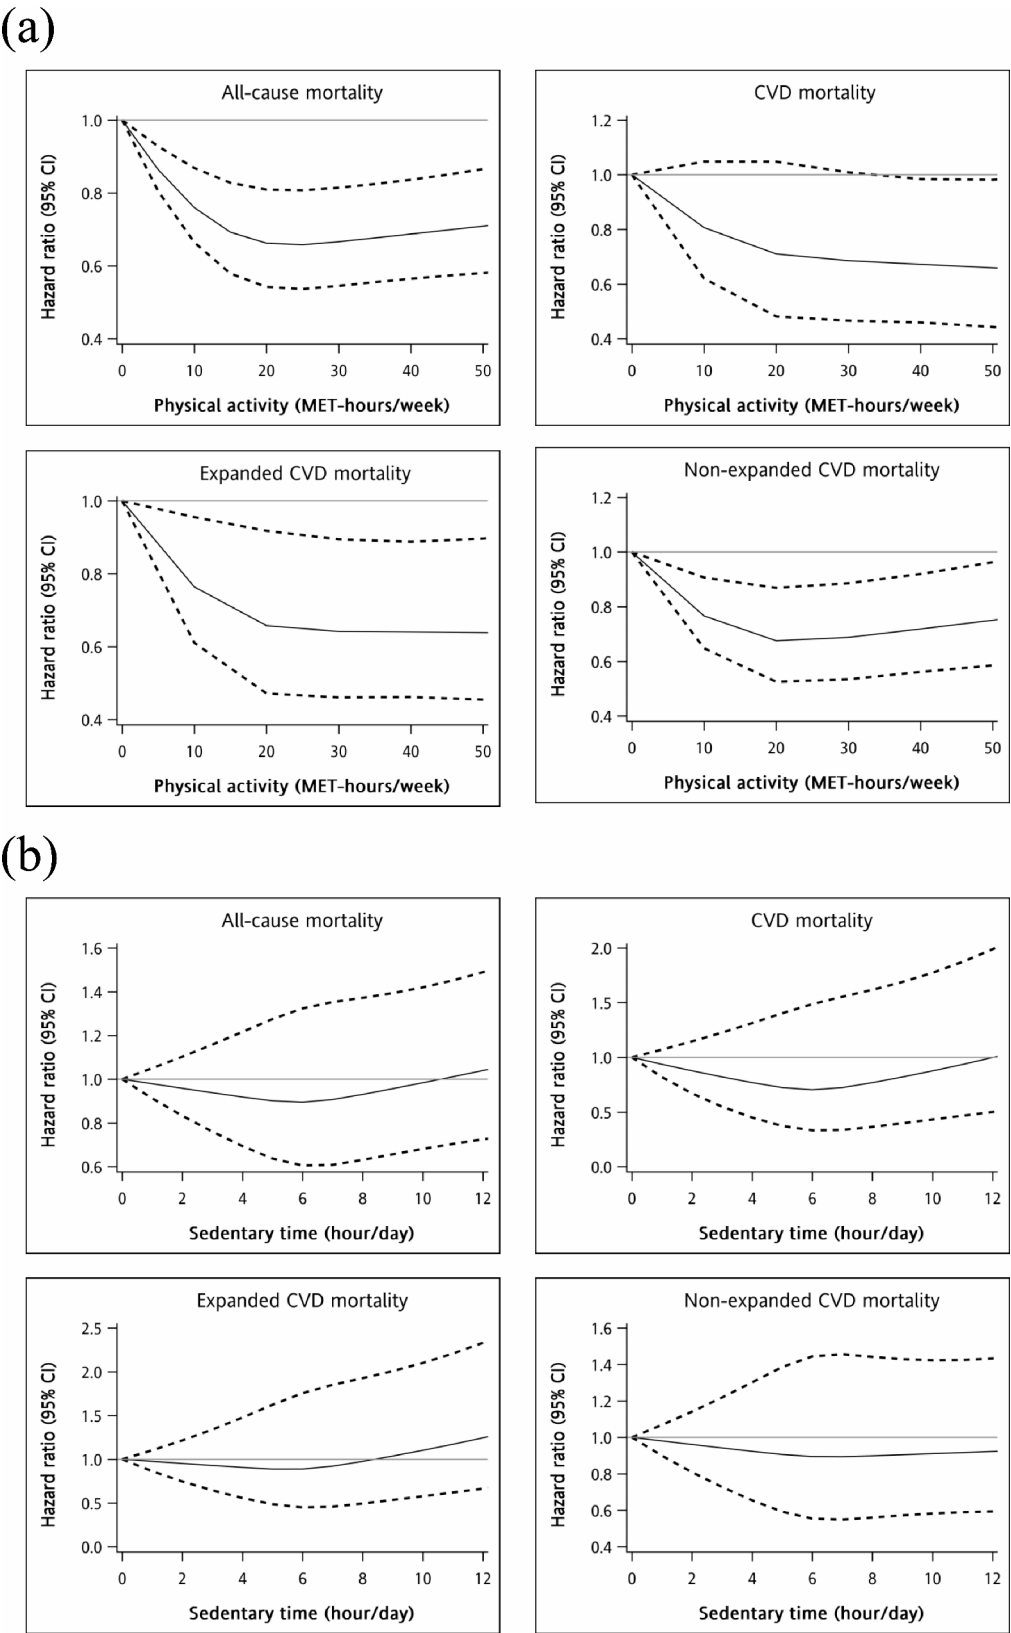 (a)
All-cause mortality
Hazard ratio (95% CI)
1.0
0.8
0.6
0.4
0 10 20 30 40 50
Physical activity (MET-hours/week)
CVD mortality
Hazard ratio (95% CI)
1.2
1.0
0.8
0.6
0.4
0 10 20 30 40 50
Physical activity (MET-hours/week)
Expanded CVD mortality
Hazard ratio (95% CI)
1.0
0.8
0.6
0.4
0 10 20 30 40 50
Physical activity (MET-hours/week)
Non-expanded CVD mortality
Hazard ratio (95% CI)
1.2
1.0
0.8
0.6
0.4
0 10 20 30 40 50
Physical activity (MET-hours/week)
(b)
All-cause mortality
Hazard ratio (95% CI)
1.6
1.4
1.2
1.0
0.8
0.6
0 2 4 6 8 10 12
Sedentary time (hour/day)
CVD mortality
Hazard ratio (95% CI)
2.0
1.5
1.0
0.5
0.0
0 2 4 6 8 10 12
Sedentary time (hour/day)
Expanded CVD mortality
Hazard ratio (95% CI)
2.5
2.0
1.5
1.0
0.5
0.0
0 2 4 6 8 10 12
Sedentary time (hour/day)
Non-expanded CVD mortality
Hazard ratio (95% CI)
1.6
1.4
1.2
1.0
0.8
0.6
0.4
0 2 4 6 8 10 12
Sedentary time (hour/day)